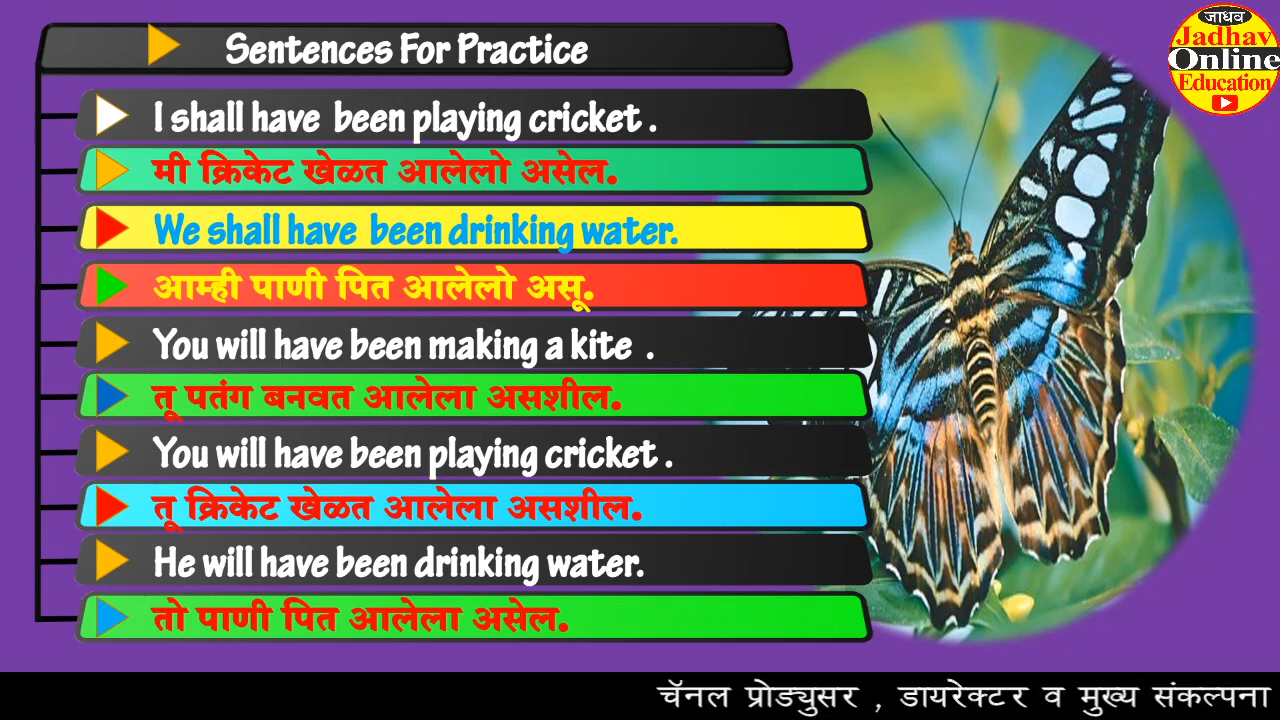 Sentences For Practice
जाधव
Jadhav
Online
Education
I shall have been playing cricket .
मी क्रिकेट खेळत आलेलो असेल.
We shall have been drinking water.
आम्ही पाणी पित आलेलो असू.
You will have been making a kite .
तू पतंग बनवत आलेला असशील.
You will have been playing cricket .
तू क्रिकेट खेळत आलेला असशील.
He will have been drinking water.
तो पाणी पित आलेला असेल.
चॅनल प्रोड्युसर , डायरेक्टर व मुख्य संकल्पना